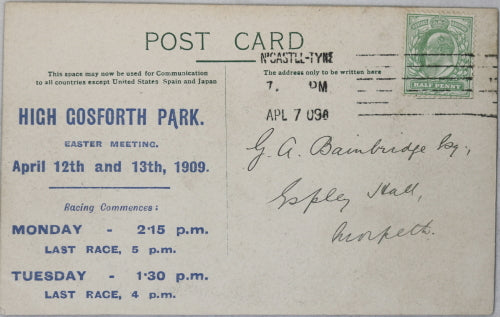 POST CARD
This space may now be used for Communication
to all countries except United States, Spain and Japan
The address only to be written here
HIGH GOSFORTH PARK.
EASTER MEETING.
April 12th and 13th, 1909.
Racing Commences:
MONDAY - 2·15 p.m.
LAST RACE, 5 p.m.
TUESDAY - 1·30 p.m.
LAST RACE, 4 p.m.
N'CASTLE-TYNE
7. PM
APL 7 09
HALF PENNY
G. A. Bainbridge Esq.,
Espley Hall,
Morpeth.